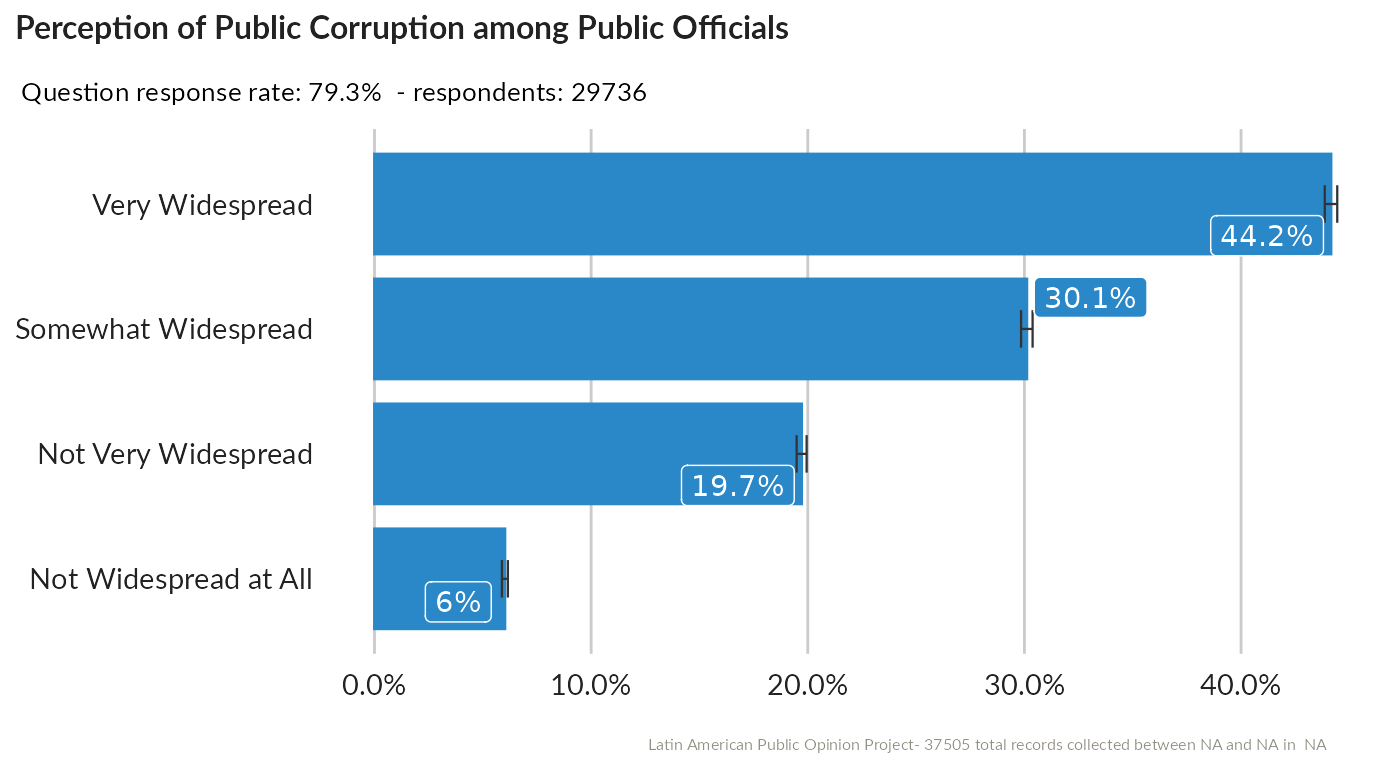 Perception of Public Corruption among Public Officials
Question response rate: 79.3%  - respondents: 29736
Very Widespread
44.2%
Somewhat Widespread
30.1%
Not Very Widespread
19.7%
Not Widespread at All
6%
0.0% 10.0% 20.0% 30.0% 40.0%
Latin American Public Opinion Project- 37505 total records collected between NA and NA in  NA